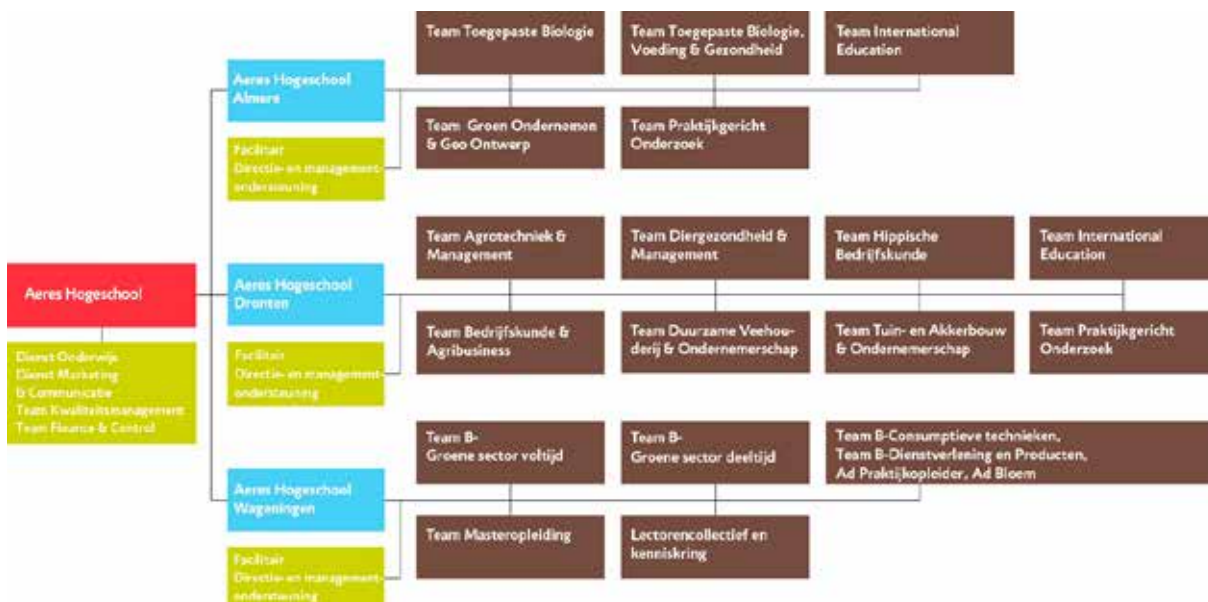 Team Toegepaste Biologie
Team Toegepaste Biologie,
Voeding & Gezondheid
Team International
Education
Aeres Hogeschool
Almere
Team Groen Ondernemen
& Geo Ontwerp
Team Praktijkgericht
Onderzoek
Facilitair
Directie- en management-
ondersteuning
Team Agrotechniek &
Management
Team Diergezondheid &
Management
Team Hippische
Bedrijfskunde
Team International
Education
Aeres Hogeschool
Aeres Hogeschool
Dronten
Team Bedrijfskunde &
Agribusiness
Team Duurzame Veehou-
derij & Ondernemerschap
Team Tuin- en Akkerbouw
& Ondernemerschap
Team Praktijkgericht
Onderzoek
Dienst Onderwijs
Dienst Marketing
& Communicatie
Team Kwaliteitsmanagement
Team Finance & Control
Facilitair
Directie- en management-
ondersteuning
Team B-
Groene sector voltijd
Team B-
Groene sector deeltijd
Team B-Consumptieve technieken,
Team B-Dienstverlening en Producten,
Ad Praktijkopleider, Ad Bloem
Aeres Hogeschool
Wageningen
Team Masteropleiding
Lectorencollectief en
kenniskring
Facilitair
Directie- en management-
ondersteuning